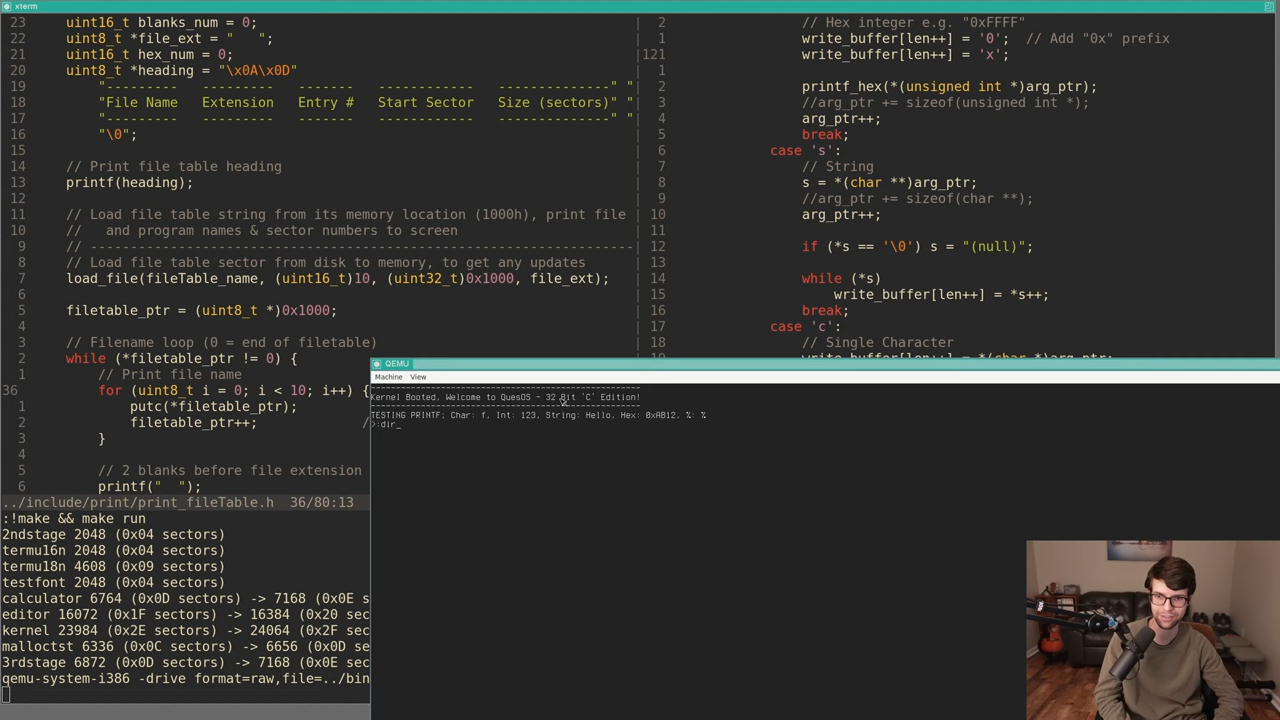 xterm
23 uint16_t blanks_num = 0;
22 uint8_t *file_ext = "   ";
21 uint16_t hex_num = 0;
20 uint8_t *heading = "\x0A\x0D"
19 "---------   ---------   -------   ------------   --------------" "
18 "File Name   Extension   Entry #   Start Sector   Size (sectors)" "
17 "---------   ---------   -------   ------------   --------------" "
16 "\0";
15
14 // Print file table heading
13 printf(heading);
12
11 // Load file table string from its memory location (1000h), print file
10 //   and program names & sector numbers to screen
9 // --------------------------------------------------------------------
8 // Load file table sector from disk to memory, to get any updates
7 load_file(fileTable_name, (uint16_t)10, (uint32_t)0x1000, file_ext);
6
5 filetable_ptr = (uint8_t *)0x1000;
4
3 // Filename loop (0 = end of filetable)
2 while (*filetable_ptr != 0) {
1 // Print file name
36 for (uint8_t i = 0; i < 10; i++) {
1 putc(*filetable_ptr);
2 filetable_ptr++; /
3 }
4
5 // 2 blanks before file extension
6 printf("  ");
../include/print/print_fileTable.h  36/80:13
:!make && make run
2ndstage 2048 (0x04 sectors)
termu16n 2048 (0x04 sectors)
termu18n 4608 (0x09 sectors)
testfont 2048 (0x04 sectors)
calculator 6764 (0x0D sectors) -> 7168 (0x0E se
editor 16072 (0x1F sectors) -> 16384 (0x20 sec
kernel 23984 (0x2E sectors) -> 24064 (0x2F sec
malloctst 6336 (0x0C sectors) -> 6656 (0x0D se
3rdstage 6872 (0x0D sectors) -> 7168 (0x0E sec
qemu-system-i386 -drive format=raw,file=../bin
2 // Hex integer e.g. "0xFFFF"
1 write_buffer[len++] = '0';  // Add "0x" prefix
121 write_buffer[len++] = 'x';
1
2 printf_hex(*(unsigned int *)arg_ptr);
3 //arg_ptr += sizeof(unsigned int *);
4 arg_ptr++;
5 break;
6 case 's':
7 // String
8 s = *(char **)arg_ptr;
9 //arg_ptr += sizeof(char **);
10 arg_ptr++;
11
12 if (*s == '\0') s = "(null)";
13
14 while (*s)
15 write_buffer[len++] = *s++;
16 break;
17 case 'c':
18 // Single Character
QEMU
Machine View
--------------------------------------------------------
Kernel Booted, Welcome to QuesOS - 32 Bit 'C' Edition!
--------------------------------------------------------
TESTING PRINTF; Char: f, Int: 123, String: Hello, Hex: 0xAB12, %: %
>:dir_